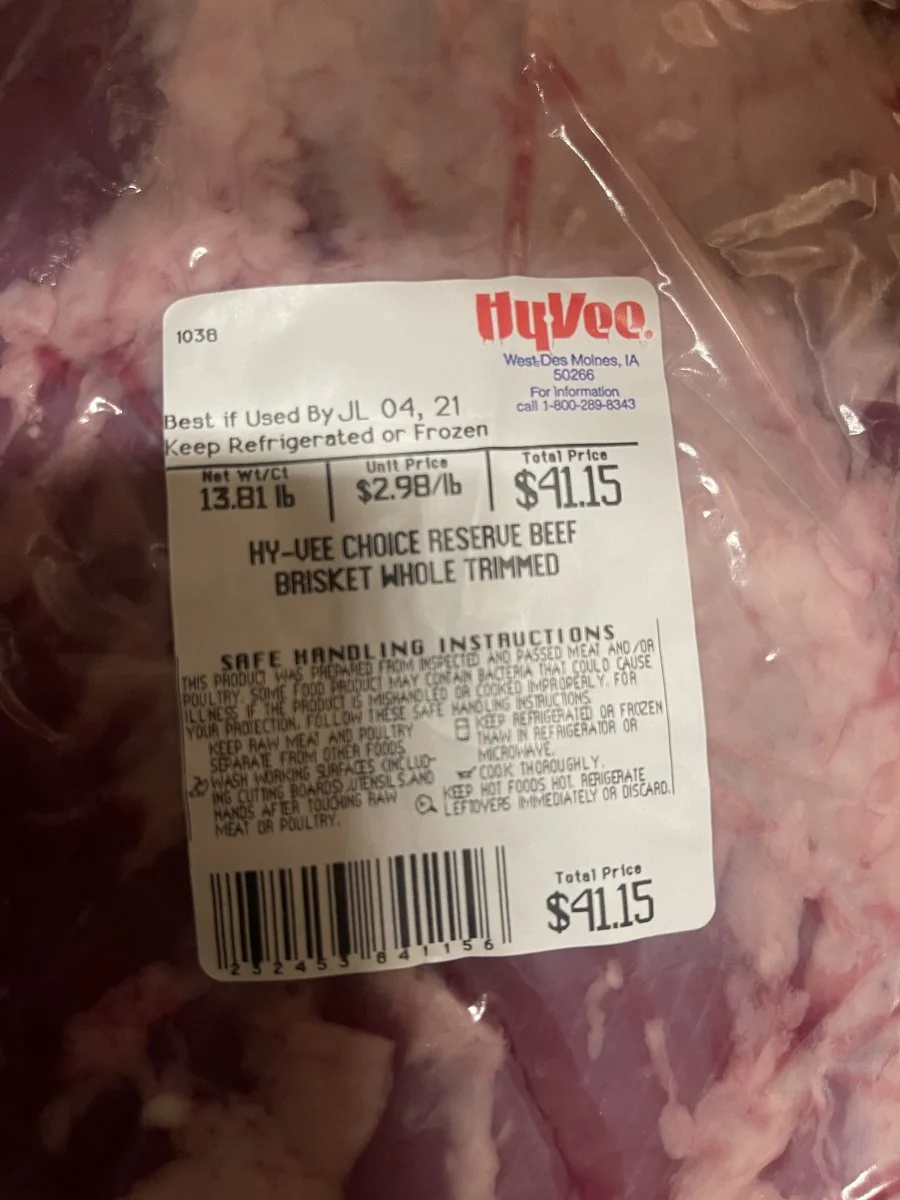 1038
HyVee.
West Des Moines, IA
50266
For Information
call 1-800-289-8343
Best if Used By JL 04, 21
Keep Refrigerated or Frozen
Net Wt/Ct
13.81 lb
Unit Price
$2.98/lb
Total Price
$41.15
HY-VEE CHOICE RESERVE BEEF
BRISKET WHOLE TRIMMED
SAFE HANDLING INSTRUCTIONS
THIS PRODUCT WAS PREPARED FROM INSPECTED AND PASSED MEAT AND/OR
POULTRY. SOME FOOD PRODUCT MAY CONTAIN BACTERIA THAT COULD CAUSE
ILLNESS IF THE PRODUCT IS MISHANDLED OR COOKED IMPROPERLY. FOR
YOUR PROTECTION, FOLLOW THESE SAFE HANDLING INSTRUCTIONS.
KEEP RAW MEAT AND POULTRY
SEPARATE FROM OTHER FOODS.
WASH WORKING SURFACES (INCLUD-
ING CUTTING BOARDS) ,UTENSILS,AND
HANDS AFTER TOUCHING RAW
MEAT OR POULTRY.
KEEP REFRIGERATED OR FROZEN
THAW IN REFRIGERATOR OR
MICROWAVE.
COOK THOROUGHLY.
KEEP HOT FOODS HOT. REFRIGERATE
LEFTOVERS IMMEDIATELY OR DISCARD.
Total Price
$41.15
2 32453 841156